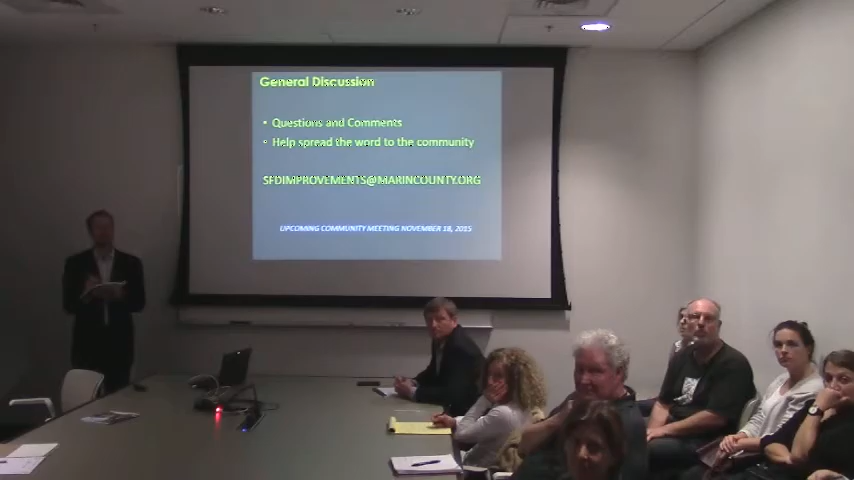 General Discussion
• Questions and Comments
• Help spread the word to the community
SFDIMPROVEMENTS@MARINCOUNTY.ORG
UPCOMING COMMUNITY MEETING NOVEMBER 18, 2015